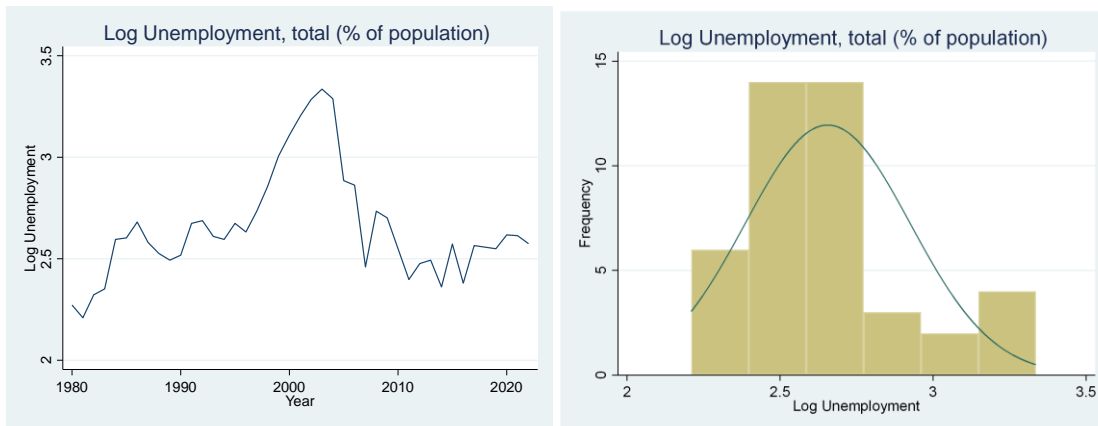 Log Unemployment, total (% of population)
Log Unemployment
3.5
3
2.5
2
1980 1990 2000 2010 2020
Year
Log Unemployment, total (% of population)
Frequency
15
10
5
0
2 2.5 3 3.5
Log Unemployment